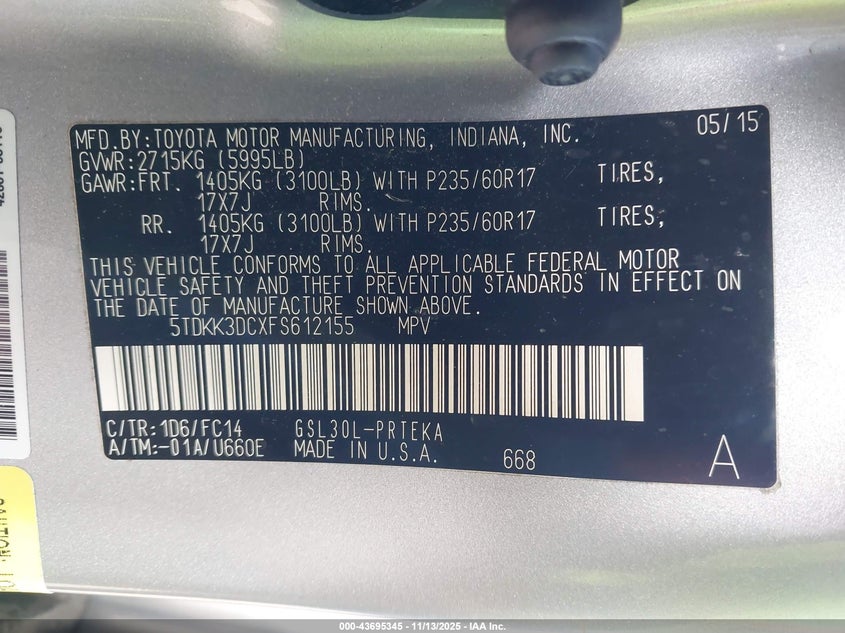 MFD.BY:TOYOTA MOTOR MANUFACTURING, INDIANA, INC. 05/15
GVWR:2715KG (5995LB)
GAWR:FRT. 1405KG (3100LB) WITH P235/60R17 TIRES,
17X7J RIMS.
RR. 1405KG (3100LB) WITH P235/60R17 TIRES,
17X7J RIMS.
THIS VEHICLE CONFORMS TO ALL APPLICABLE FEDERAL MOTOR
VEHICLE SAFETY AND THEFT PREVENTION STANDARDS IN EFFECT ON
THE DATE OF MANUFACTURE SHOWN ABOVE.
5TDKK3DCXFS612155 MPV
C/TR:1D6/FC14 GSL30L-PRTEKA
A/TM:-01A/U660E MADE IN U.S.A. 668 A
000-43695345 | 11/13/2025 - IAA Inc.